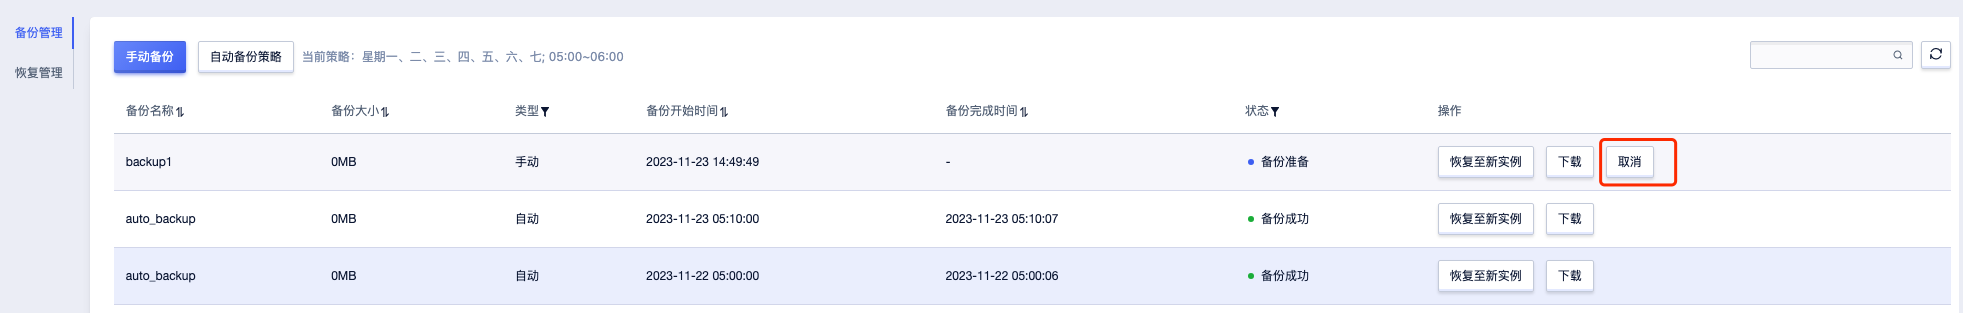 备份管理
恢复管理
手动备份 自动备份策略 当前策略：星期一、二、三、四、五、六、七; 05:00~06:00
备份名称 备份大小 类型 备份开始时间 备份完成时间 状态 操作
backup1 0MB 手动 2023-11-23 14:49:49 - 备份准备 恢复至新实例 下载 取消
auto_backup 0MB 自动 2023-11-23 05:10:00 2023-11-23 05:10:07 备份成功 恢复至新实例 下载
auto_backup 0MB 自动 2023-11-22 05:00:00 2023-11-22 05:00:06 备份成功 恢复至新实例 下载